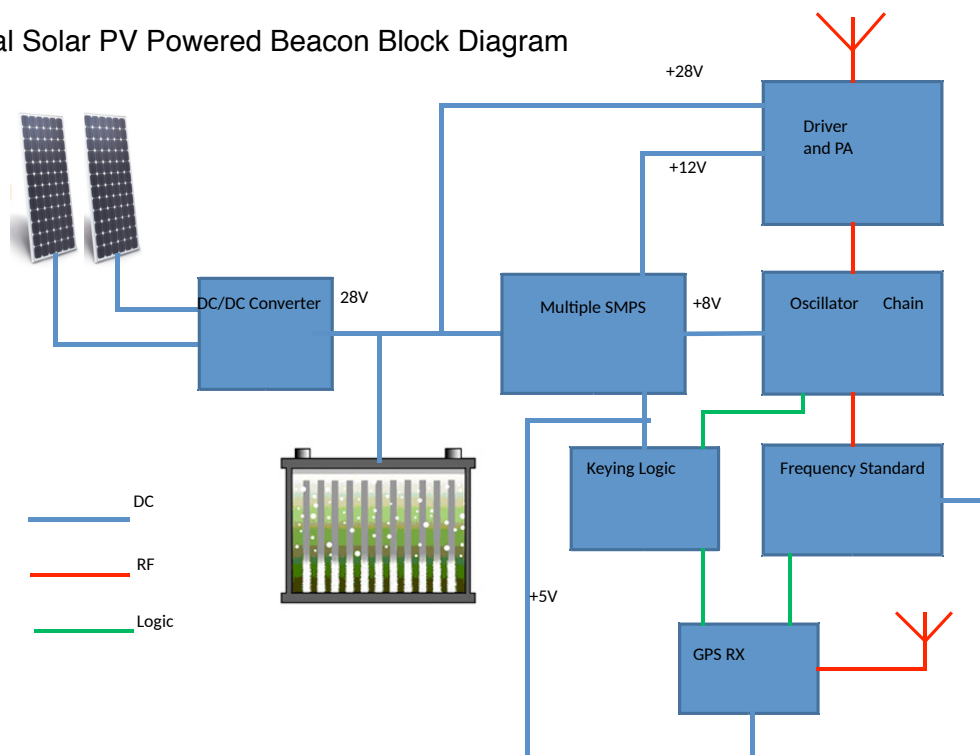 al Solar PV Powered Beacon Block Diagram
+28V
Driver
and PA
+12V
DC/DC Converter
28V
Multiple SMPS
+8V
Oscillator Chain
Keying Logic
Frequency Standard
DC
RF
+5V
Logic
GPS RX